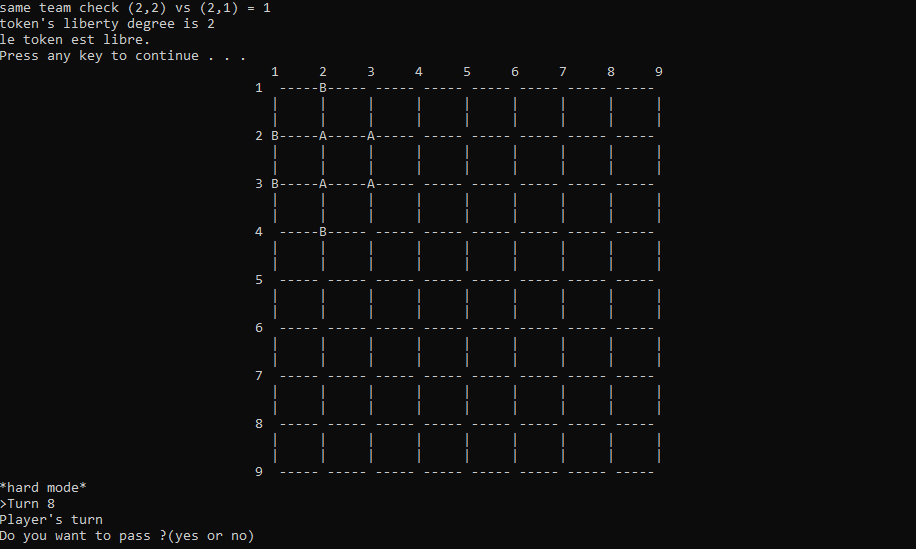 same team check (2,2) vs (2,1) = 1
token's liberty degree is 2
le token est libre.
Press any key to continue . . .
1 2 3 4 5 6 7 8 9
1 -----B----- ----- ----- ----- ----- ----- -----
| | | | | | | | |
| | | | | | | | |
2 B-----A-----A----- ----- ----- ----- ----- -----
| | | | | | | | |
| | | | | | | | |
3 B-----A-----A----- ----- ----- ----- ----- -----
| | | | | | | | |
| | | | | | | | |
4 -----B----- ----- ----- ----- ----- ----- -----
| | | | | | | | |
| | | | | | | | |
5 ----- ----- ----- ----- ----- ----- ----- -----
| | | | | | | | |
| | | | | | | | |
6 ----- ----- ----- ----- ----- ----- ----- -----
| | | | | | | | |
| | | | | | | | |
7 ----- ----- ----- ----- ----- ----- ----- -----
| | | | | | | | |
| | | | | | | | |
8 ----- ----- ----- ----- ----- ----- ----- -----
| | | | | | | | |
| | | | | | | | |
9 ----- ----- ----- ----- ----- ----- ----- -----
*hard mode*
>Turn 8
Player's turn
Do you want to pass ?(yes or no)